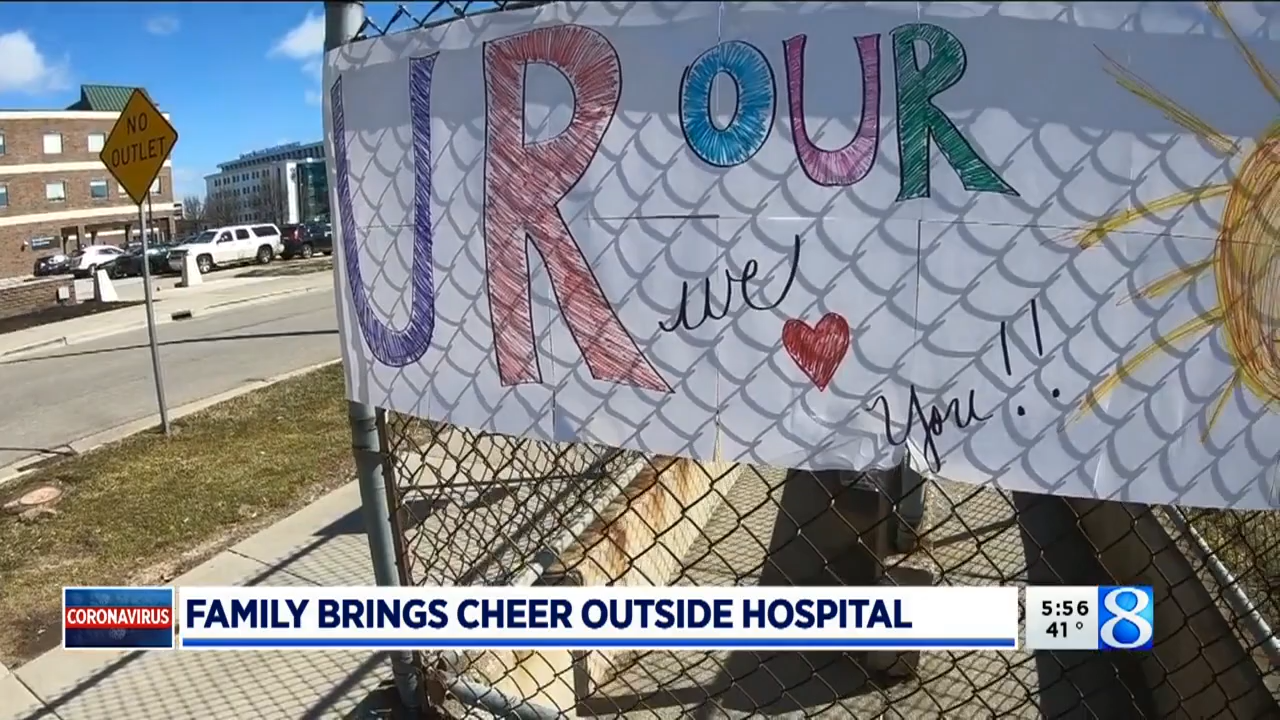 NO
OUTLET
UR OUR
we
You!!
CORONAVIRUS
FAMILY BRINGS CHEER OUTSIDE HOSPITAL
5:56
41°
8